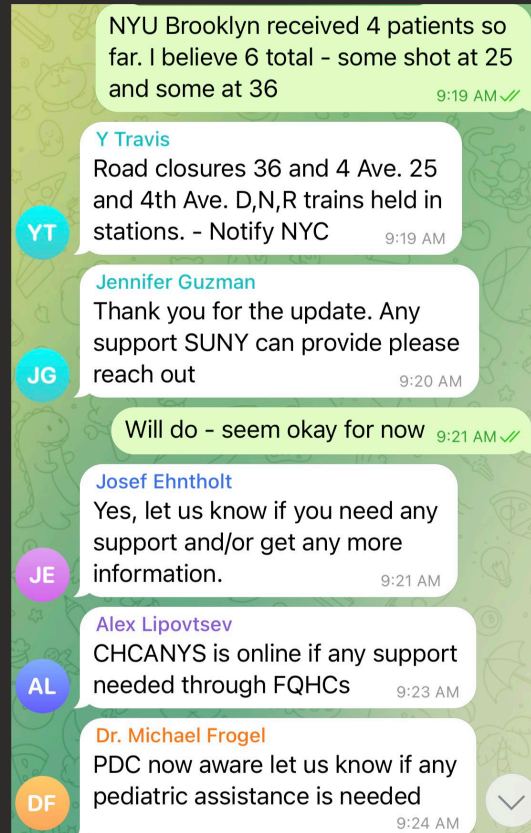 NYU Brooklyn received 4 patients so
far. I believe 6 total - some shot at 25
and some at 36
9:19 AM
Y Travis
Road closures 36 and 4 Ave. 25
and 4th Ave. D,N,R trains held in
YT
stations. - Notify NYC
9:19 AM
Jennifer Guzman
Thank you for the update. Any
support SUNY can provide please
JG
reach out
9:20 AM
Will do - seem okay for now 9:21 AM
Josef Ehntholt
Yes, let us know if you need any
support and/or get any more
JE
information.
9:21 AM
Alex Lipovtsev
CHCANYS is online if any support
AL
needed through FQHCs 9:23 AM
Dr. Michael Frogel
PDC now aware let us know if any
DF
pediatric assistance is needed
9:24 AM